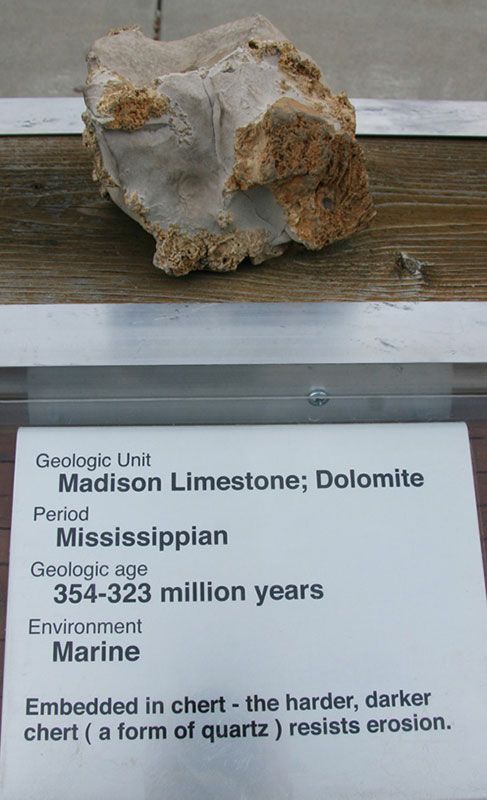 Geologic Unit
Madison Limestone; Dolomite
Period
Mississippian
Geologic age
354-323 million years
Environment
Marine
Embedded in chert - the harder, darker
chert ( a form of quartz ) resists erosion.